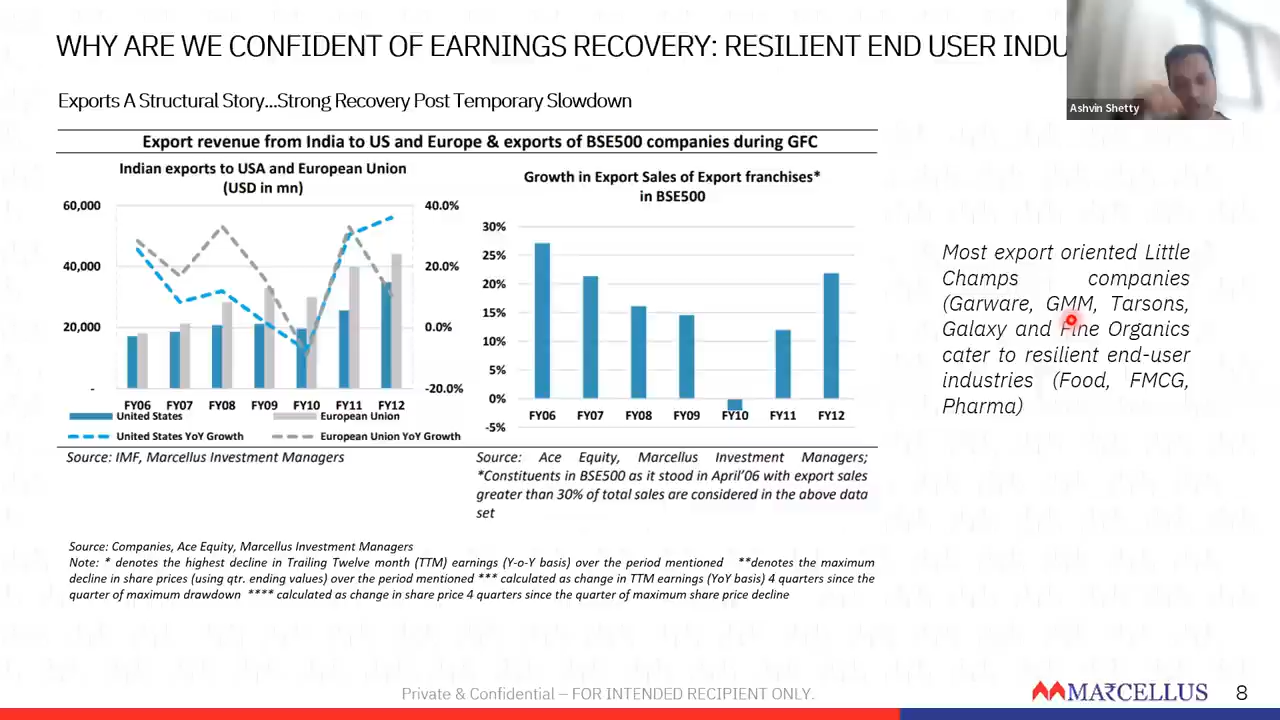 WHY ARE WE CONFIDENT OF EARNINGS RECOVERY: RESILIENT END USER INDU
Ashvin Shetty
Exports A Structural Story...Strong Recovery Post Temporary Slowdown
Export revenue from India to US and Europe & exports of BSE500 companies during GFC
Indian exports to USA and European Union
(USD in mn)
60,000
40,000
20,000
-
40.0%
20.0%
0.0%
-20.0%
FY06 FY07 FY08 FY09 FY10 FY11 FY12
United States European Union
United States YoY Growth European Union YoY Growth
Source: IMF, Marcellus Investment Managers
Growth in Export Sales of Export franchises*
in BSE500
30%
25%
20%
15%
10%
5%
0%
-5%
FY06 FY07 FY08 FY09 FY10 FY11 FY12
Source: Ace Equity, Marcellus Investment Managers;
*Constituents in BSE500 as it stood in April'06 with export sales
greater than 30% of total sales are considered in the above data
set
Most export oriented Little
Champs companies
(Garware, GMM, Tarsons,
Galaxy and Fine Organics
cater to resilient end-user
industries (Food, FMCG,
Pharma)
Source: Companies, Ace Equity, Marcellus Investment Managers
Note: * denotes the highest decline in Trailing Twelve month (TTM) earnings (Y-o-Y basis) over the period mentioned **denotes the maximum
decline in share prices (using qtr. ending values) over the period mentioned *** calculated as change in TTM earnings (YoY basis) 4 quarters since the
quarter of maximum drawdown **** calculated as change in share price 4 quarters since the quarter of maximum share price decline
Private & Confidential – FOR INTENDED RECIPIENT ONLY.
MARCELLUS
8